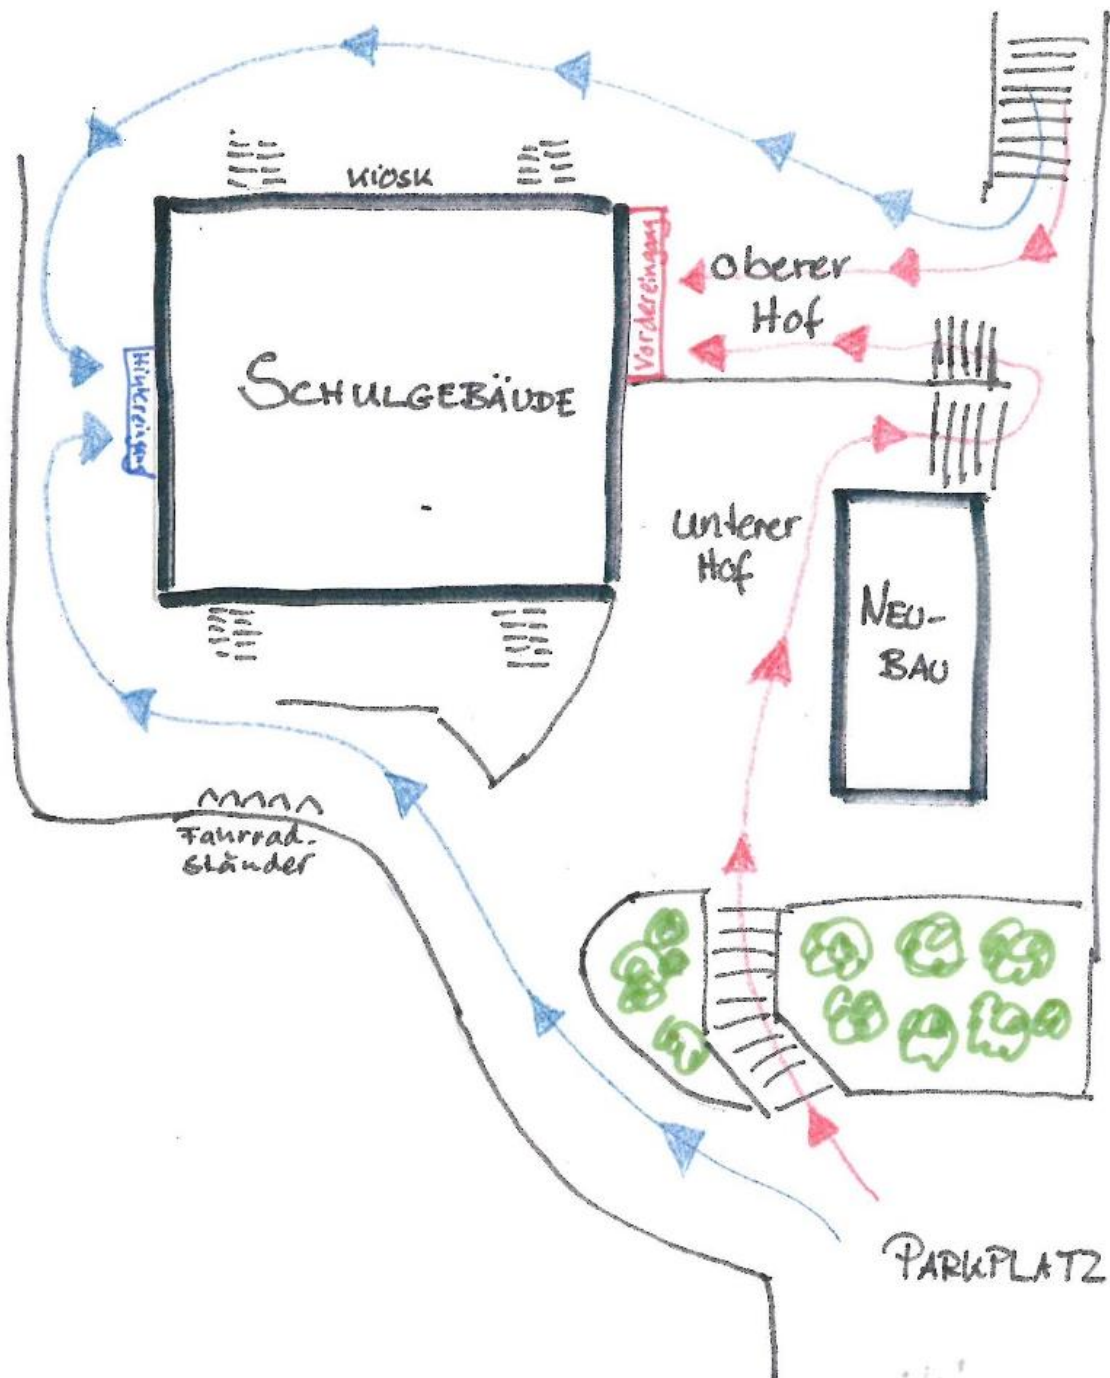 Kiosk
Vordereingang
oberer
Hof
Hintereingang
SCHULGEBÄUDE
unterer
Hof
NEU-
BAU
Fahrrad-
ständer
PARKPLATZ